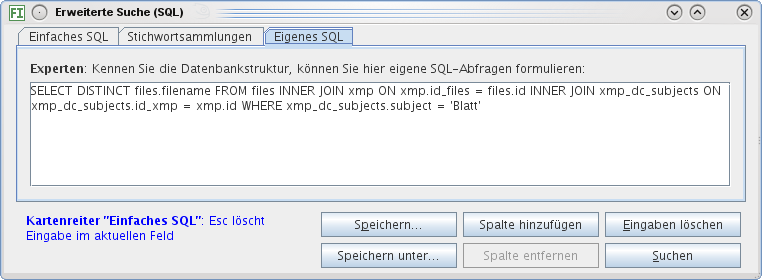 FI Erweiterte Suche (SQL)
Einfaches SQL Stichwortsammlungen Eigenes SQL
Experten: Kennen Sie die Datenbankstruktur, können Sie hier eigene SQL-Abfragen formulieren:
SELECT DISTINCT files.filename FROM files INNER JOIN xmp ON xmp.id_files = files.id INNER JOIN xmp_dc_subjects ON
xmp_dc_subjects.id_xmp = xmp.id WHERE xmp_dc_subjects.subject = 'Blatt'
Kartenreiter "Einfaches SQL": Esc löscht
Eingabe im aktuellen Feld
Speichern... Spalte hinzufügen Eingaben löschen
Speichern unter... Spalte entfernen Suchen